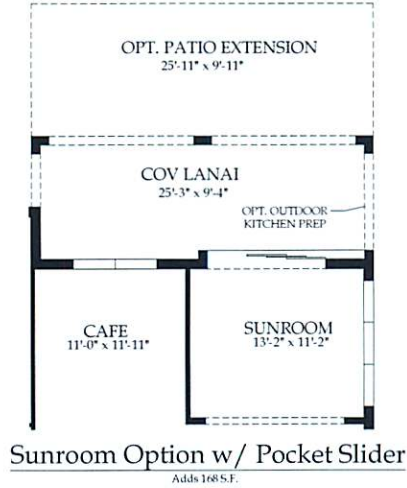 OPT. PATIO EXTENSION
25'-11" x 9'-11"
COV LANAI
25'-3" x 9'-4"
OPT. OUTDOOR
KITCHEN PREP
CAFE
11'-0" x 11'-11"
SUNROOM
13'-2" x 11'-2"
Sunroom Option w/ Pocket Slider
Adds 168 S.F.